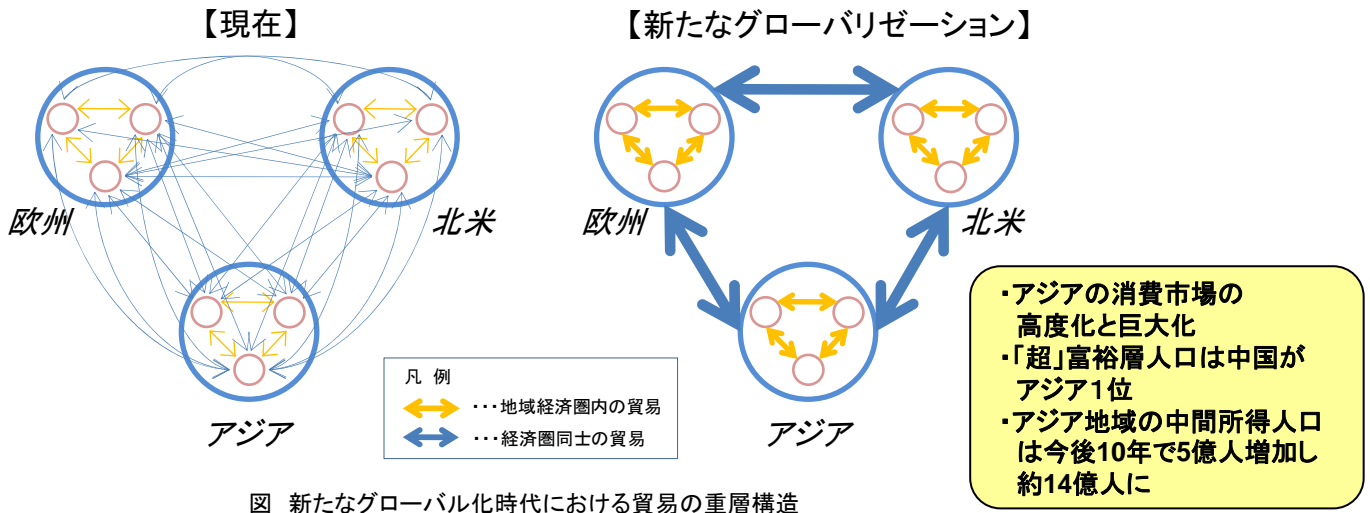 【現在】
【新たなグローバリゼーション】
欧州
北米
アジア
欧州
北米
アジア
凡 例
・・・地域経済圏内の貿易
・・・経済圏同士の貿易
・アジアの消費市場の
高度化と巨大化
・「超」富裕層人口は中国が
アジア1位
・アジア地域の中間所得人口
は今後10年で5億人増加し
約14億人に
図 新たなグローバル化時代における貿易の重層構造